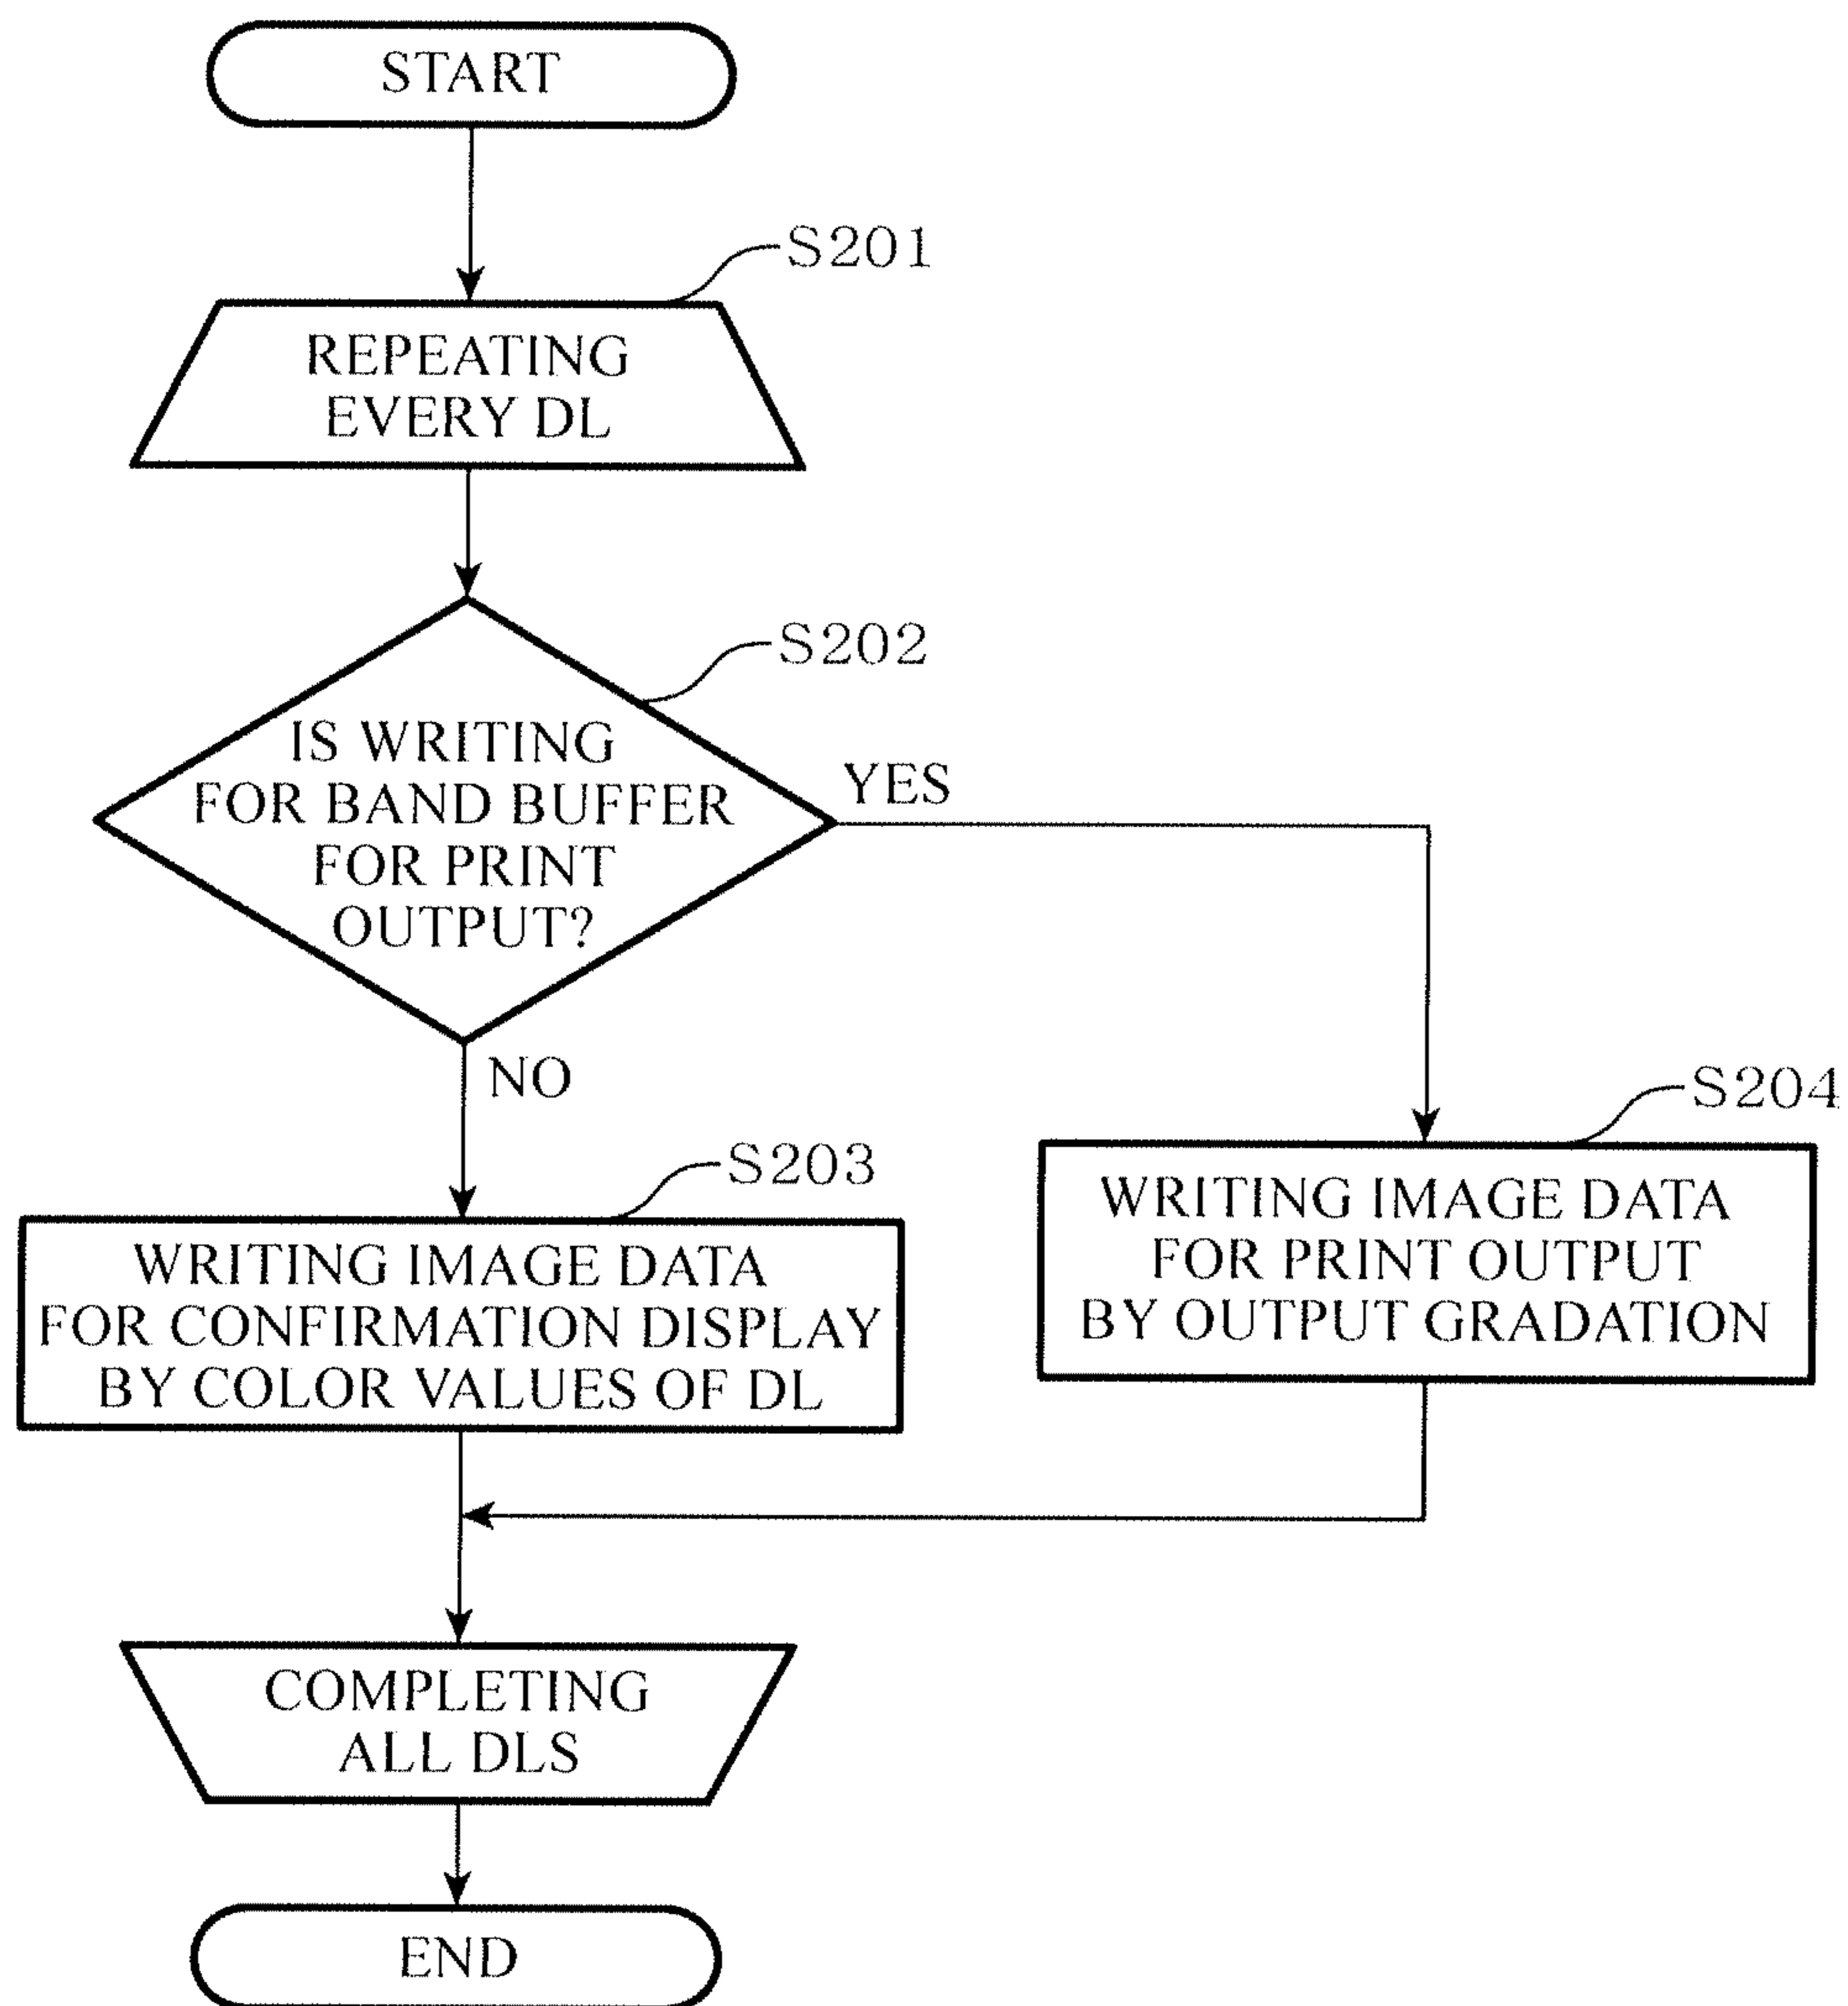 START
S201
REPEATING
EVERY DL
S202
IS WRITING
FOR BAND BUFFER
FOR PRINT
OUTPUT?
YES
NO
S203
WRITING IMAGE DATA
FOR CONFIRMATION DISPLAY
BY COLOR VALUES OF DL
S204
WRITING IMAGE DATA
FOR PRINT OUTPUT
BY OUTPUT GRADATION
COMPLETING
ALL DLS
END